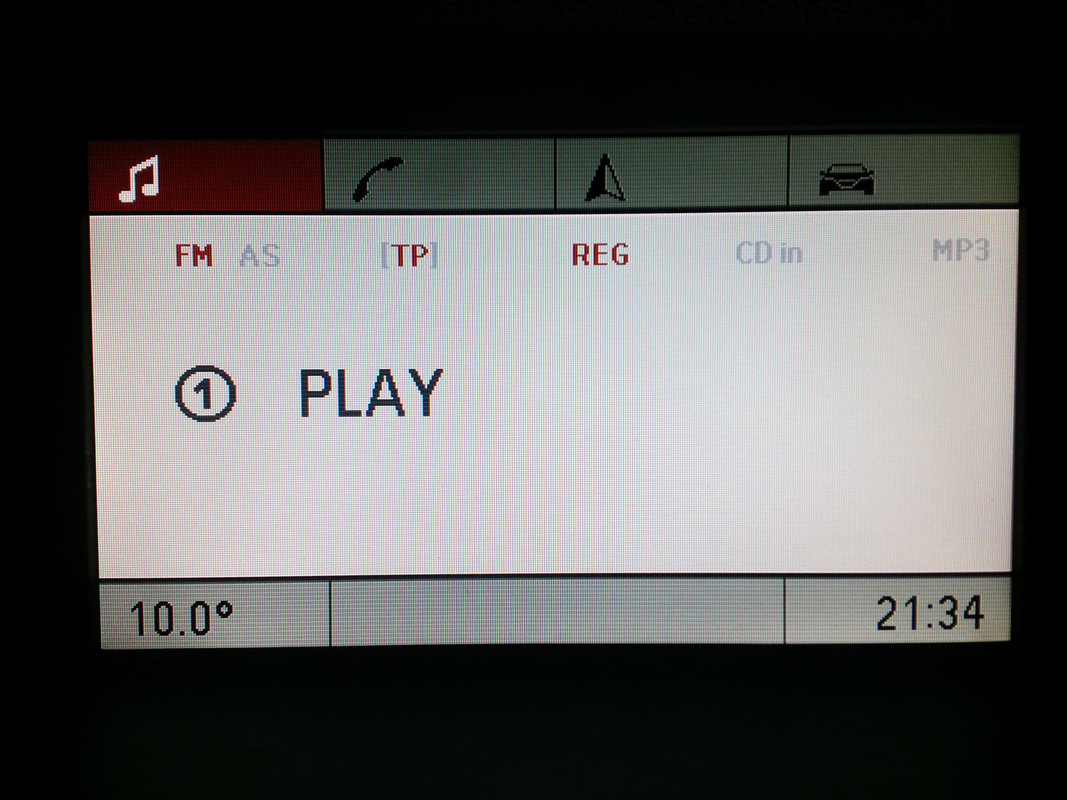 FM AS [TP] REG CD in MP3
1 PLAY
10.0° 21:34